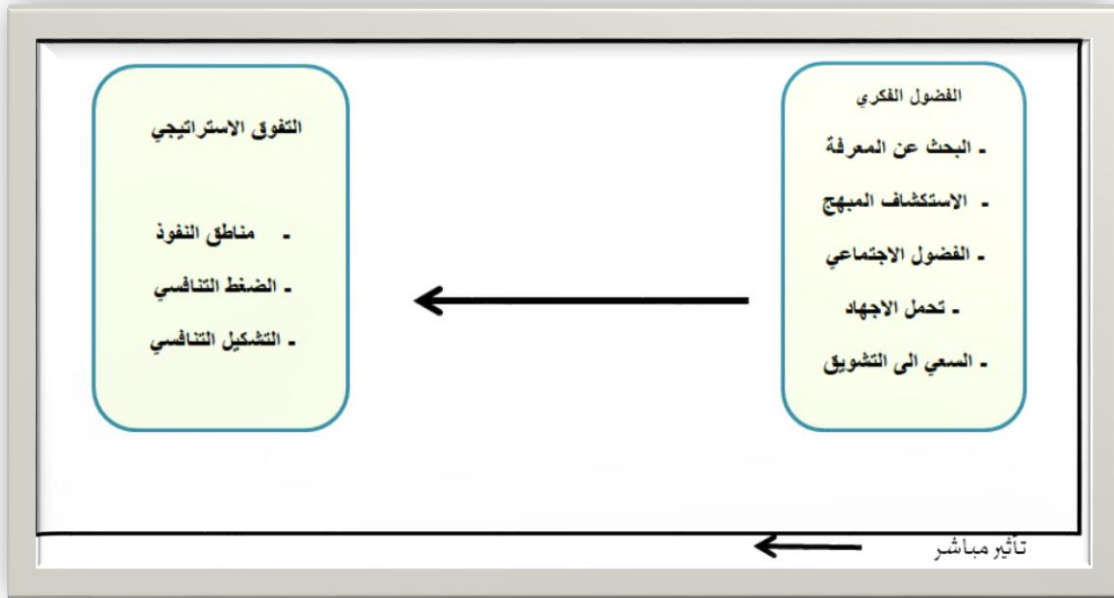 الفضول الفكري
- البحث عن المعرفة
- الاستكشاف المبهج
- الفضول الاجتماعي
- تحمل الاجهاد
- السعي الى التشويق
التفوق الاستراتيجي
- مناطق النفوذ
- الضغط التنافسي
- التشكيل التنافسي
تأثير مباشر